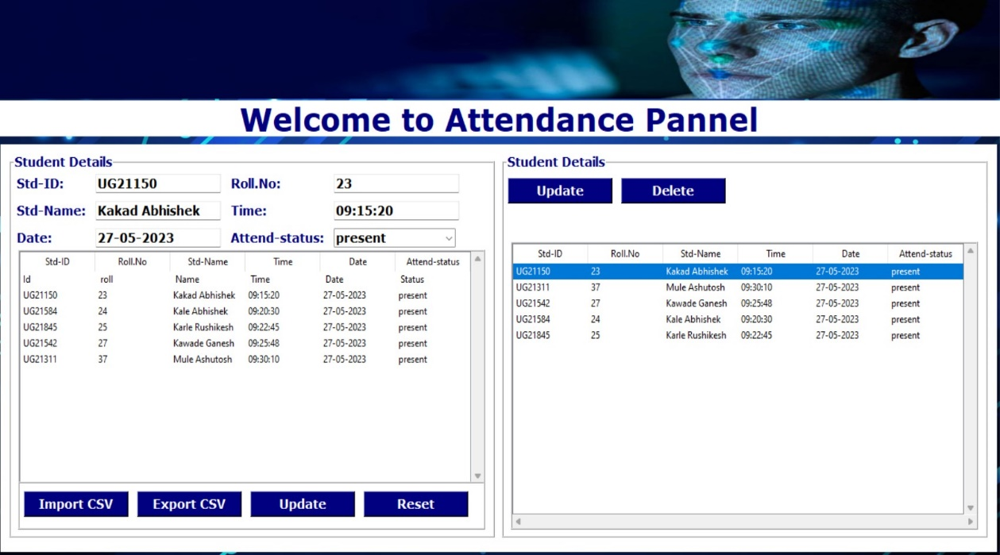 Welcome to Attendance Pannel
Student Details
Std-ID: UG21150 Roll.No: 23
Std-Name: Kakad Abhishek Time: 09:15:20
Date: 27-05-2023 Attend-status: present
Std-ID Roll.No Std-Name Time Date Attend-status
Id roll Name Time Date Status
UG21150 23 Kakad Abhishek 09:15:20 27-05-2023 present
UG21584 24 Kale Abhishek 09:20:30 27-05-2023 present
UG21845 25 Karle Rushikesh 09:22:45 27-05-2023 present
UG21542 27 Kawade Ganesh 09:25:48 27-05-2023 present
UG21311 37 Mule Ashutosh 09:30:10 27-05-2023 present
Import CSV Export CSV Update Reset
Student Details
Update Delete
Std-ID Roll.No Std-Name Time Date Attend-status
UG21150 23 Kakad Abhishek 09:15:20 27-05-2023 present
UG21311 37 Mule Ashutosh 09:30:10 27-05-2023 present
UG21542 27 Kawade Ganesh 09:25:48 27-05-2023 present
UG21584 24 Kale Abhishek 09:20:30 27-05-2023 present
UG21845 25 Karle Rushikesh 09:22:45 27-05-2023 present